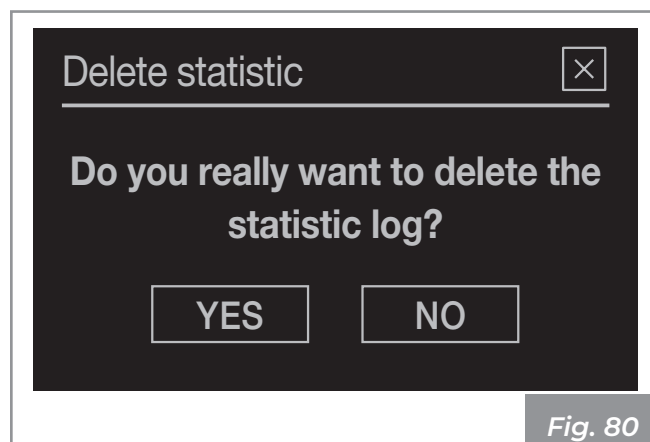 Delete statistic
Do you really want to delete the
statistic log?
YES NO
Fig. 80